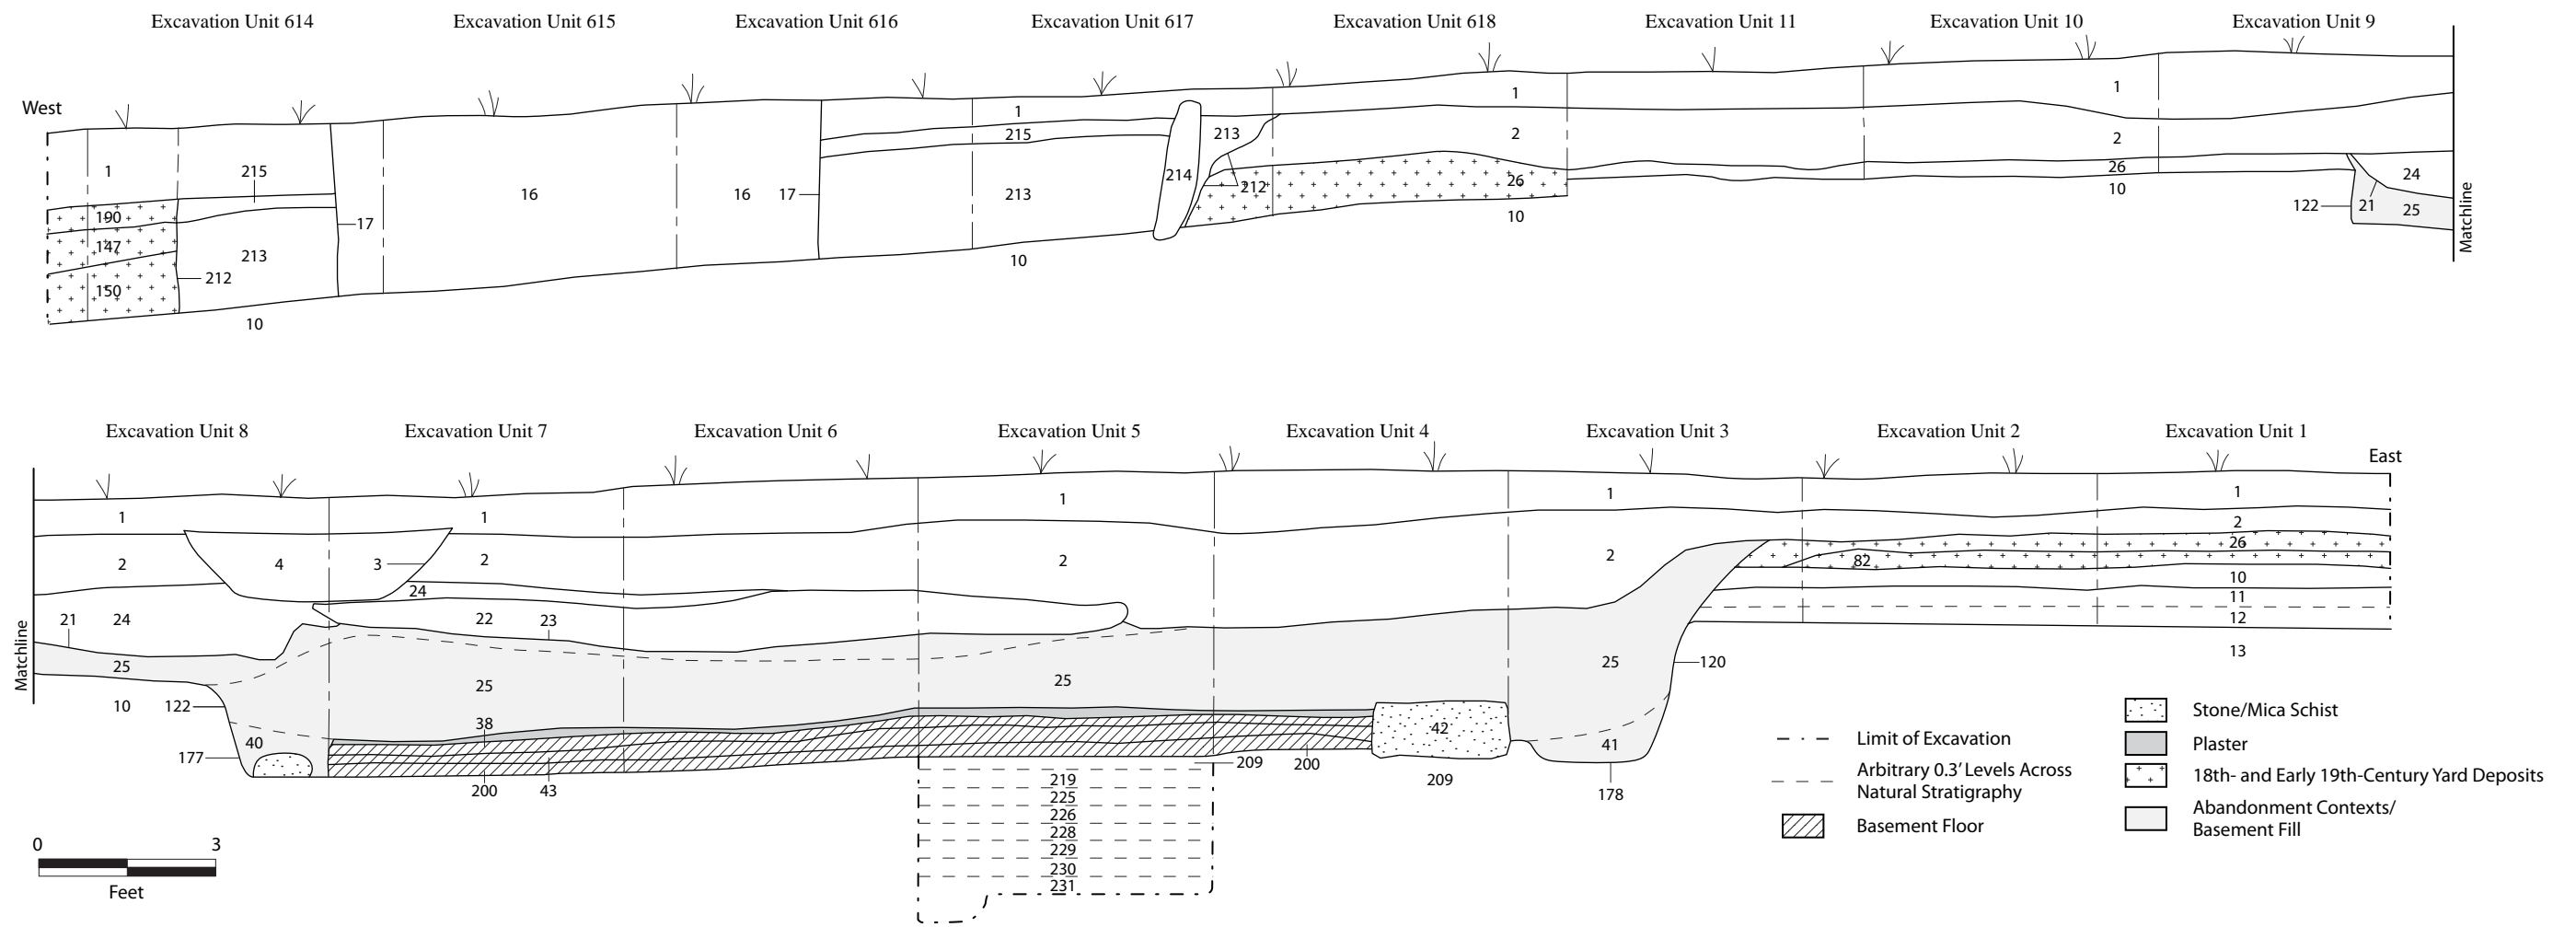 Excavation Unit 614 Excavation Unit 615 Excavation Unit 616 Excavation Unit 617 Excavation Unit 618 Excavation Unit 11 Excavation Unit 10 Excavation Unit 9
West
1 215 190 147 150 213 212 10 17
16
16 17
1 215 213 10
214 213 212
1 2 26 10
1 2 26 10
122 21 24 25
Matchline
Excavation Unit 8 Excavation Unit 7 Excavation Unit 6 Excavation Unit 5 Excavation Unit 4 Excavation Unit 3 Excavation Unit 2 Excavation Unit 1
East
Matchline
1 2 21 24 25 10 122 177 40
4 3
1 2 24 22 23 25 38 200 43
1 2 25
219
225
226
228
229
230
231
209 200 42 209
1 2 25 41 178 120
82
1
2
26
10
11
12
13
0 3
Feet
Limit of Excavation
Arbitrary 0.3' Levels Across
Natural Stratigraphy
Basement Floor
Stone/Mica Schist
Plaster
18th- and Early 19th-Century Yard Deposits
Abandonment Contexts/
Basement Fill